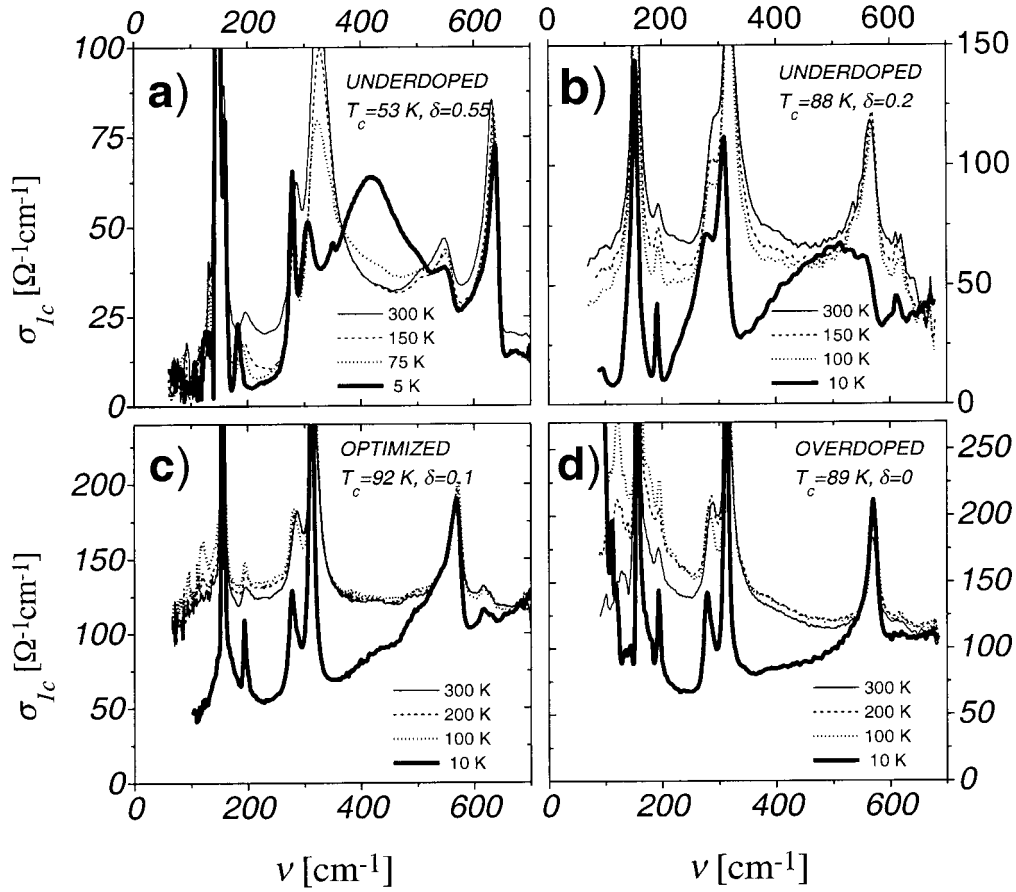 0 200 400 600 0 200 400 600
100 150
a) UNDERDOPED
T_c=53 K, δ=0.55
b) UNDERDOPED
T_c=88 K, δ=0.2
75
100
50
50
25
0 0
σ_1c [Ω⁻¹cm⁻¹]
300 K
150 K
75 K
5 K
300 K
150 K
100 K
10 K
c) OPTIMIZED
T_c=92 K, δ=0.1
d) OVERDOPED
T_c=89 K, δ=0
250
200 200
150 150
100 100
50 50
0 0
σ_1c [Ω⁻¹cm⁻¹]
300 K
200 K
100 K
10 K
300 K
200 K
100 K
10 K
0 200 400 600 0 200 400 600
ν [cm⁻¹] ν [cm⁻¹]